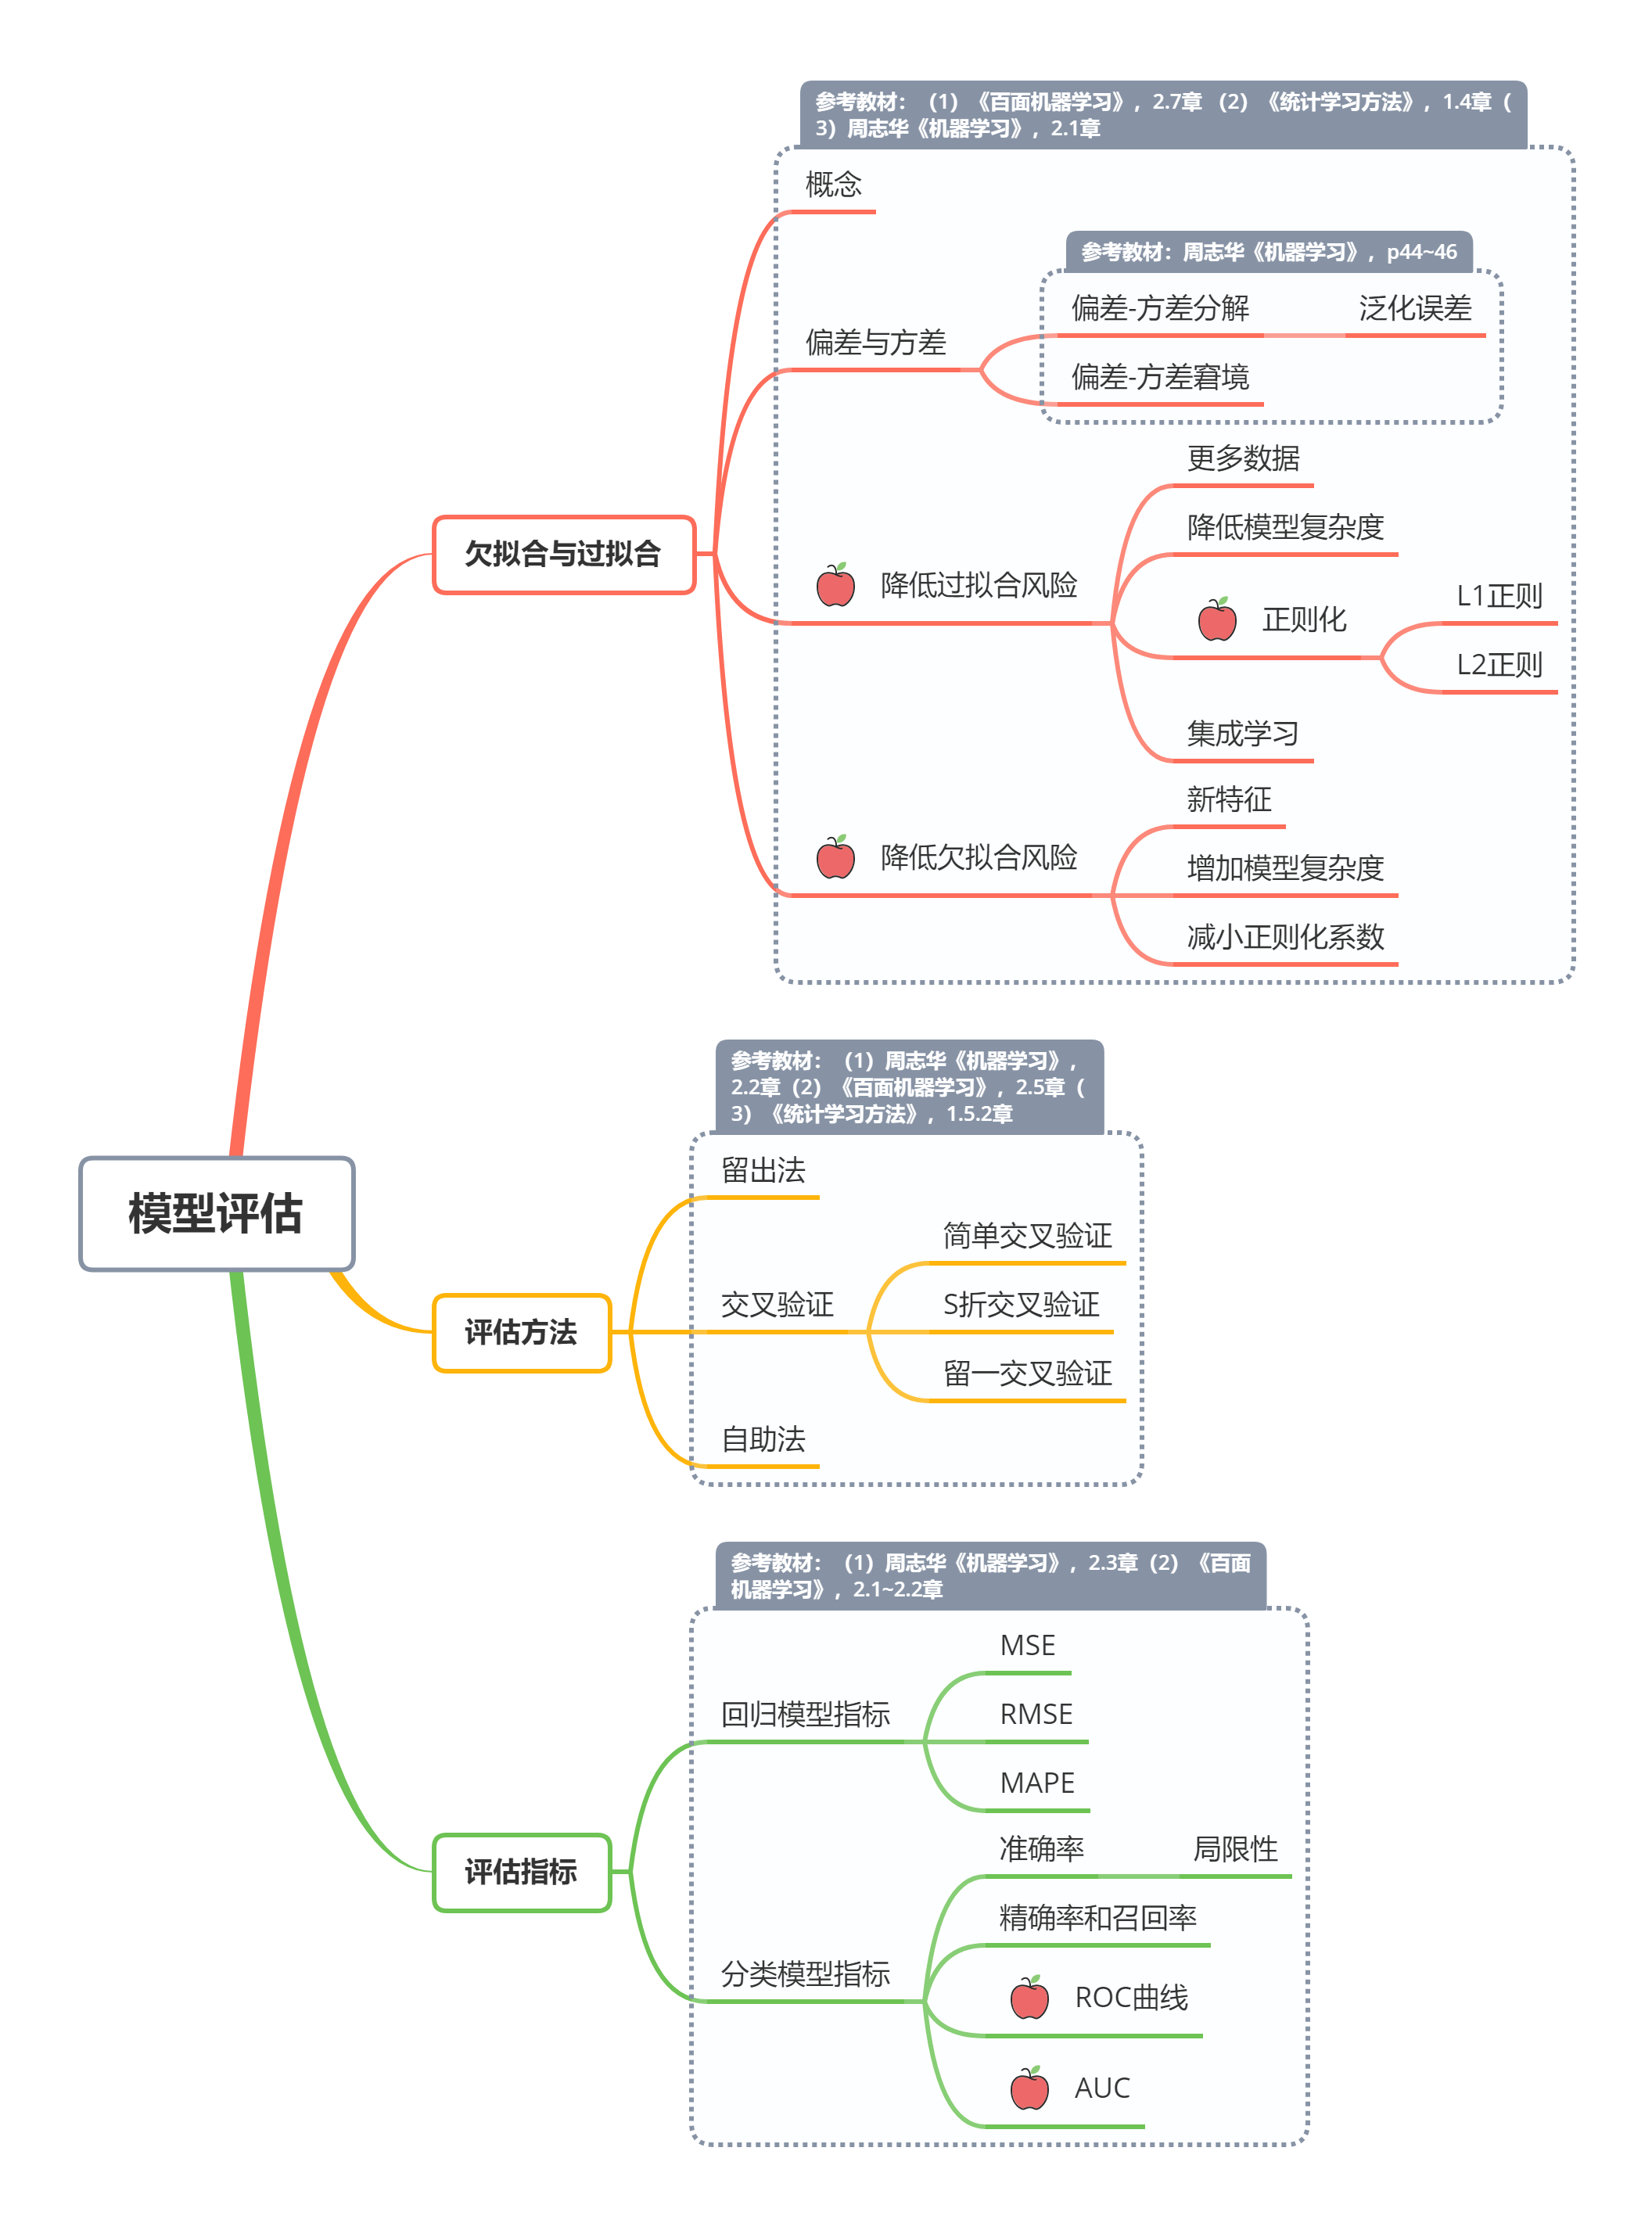 参考教材：（1）《百面机器学习》，2.7章 （2）《统计学习方法》，1.4章（
3）周志华《机器学习》，2.1章
概念
参考教材：周志华《机器学习》，p44~46
偏差-方差分解
泛化误差
偏差与方差
偏差-方差窘境
更多数据
降低模型复杂度
欠拟合与过拟合
降低过拟合风险
正则化
L1正则
L2正则
集成学习
新特征
降低欠拟合风险
增加模型复杂度
减小正则化系数
参考教材：（1）周志华《机器学习》，
2.2章（2）《百面机器学习》，2.5章（
3）《统计学习方法》，1.5.2章
留出法
模型评估
简单交叉验证
评估方法
交叉验证
S折交叉验证
留一交叉验证
自助法
参考教材：（1）周志华《机器学习》，2.3章（2）《百面
机器学习》，2.1~2.2章
MSE
回归模型指标
RMSE
MAPE
评估指标
准确率
局限性
精确率和召回率
分类模型指标
ROC曲线
AUC